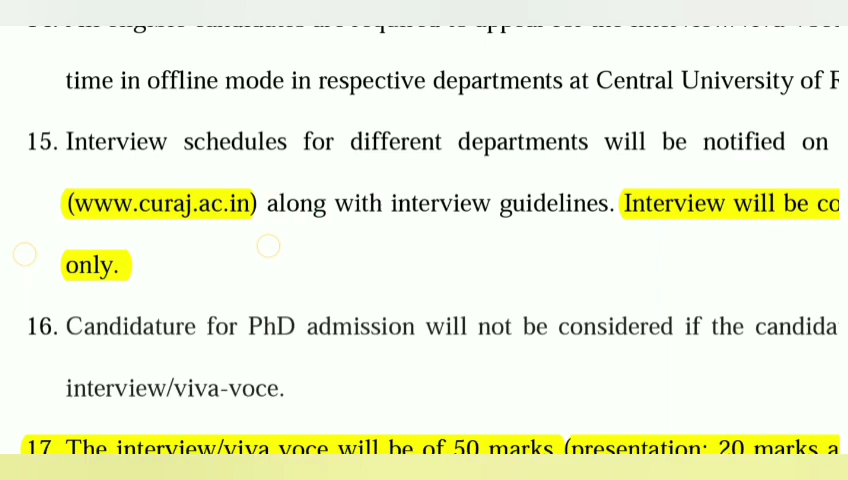 time in offline mode in respective departments at Central University of
15. Interview schedules for different departments will be notified on
(www.curaj.ac.in) along with interview guidelines. Interview will be
only.
16. Candidature for PhD admission will not be considered if the
interview/viva-voce.
17. The interview/viva voce will be of 50 marks (presentation: 20 marks